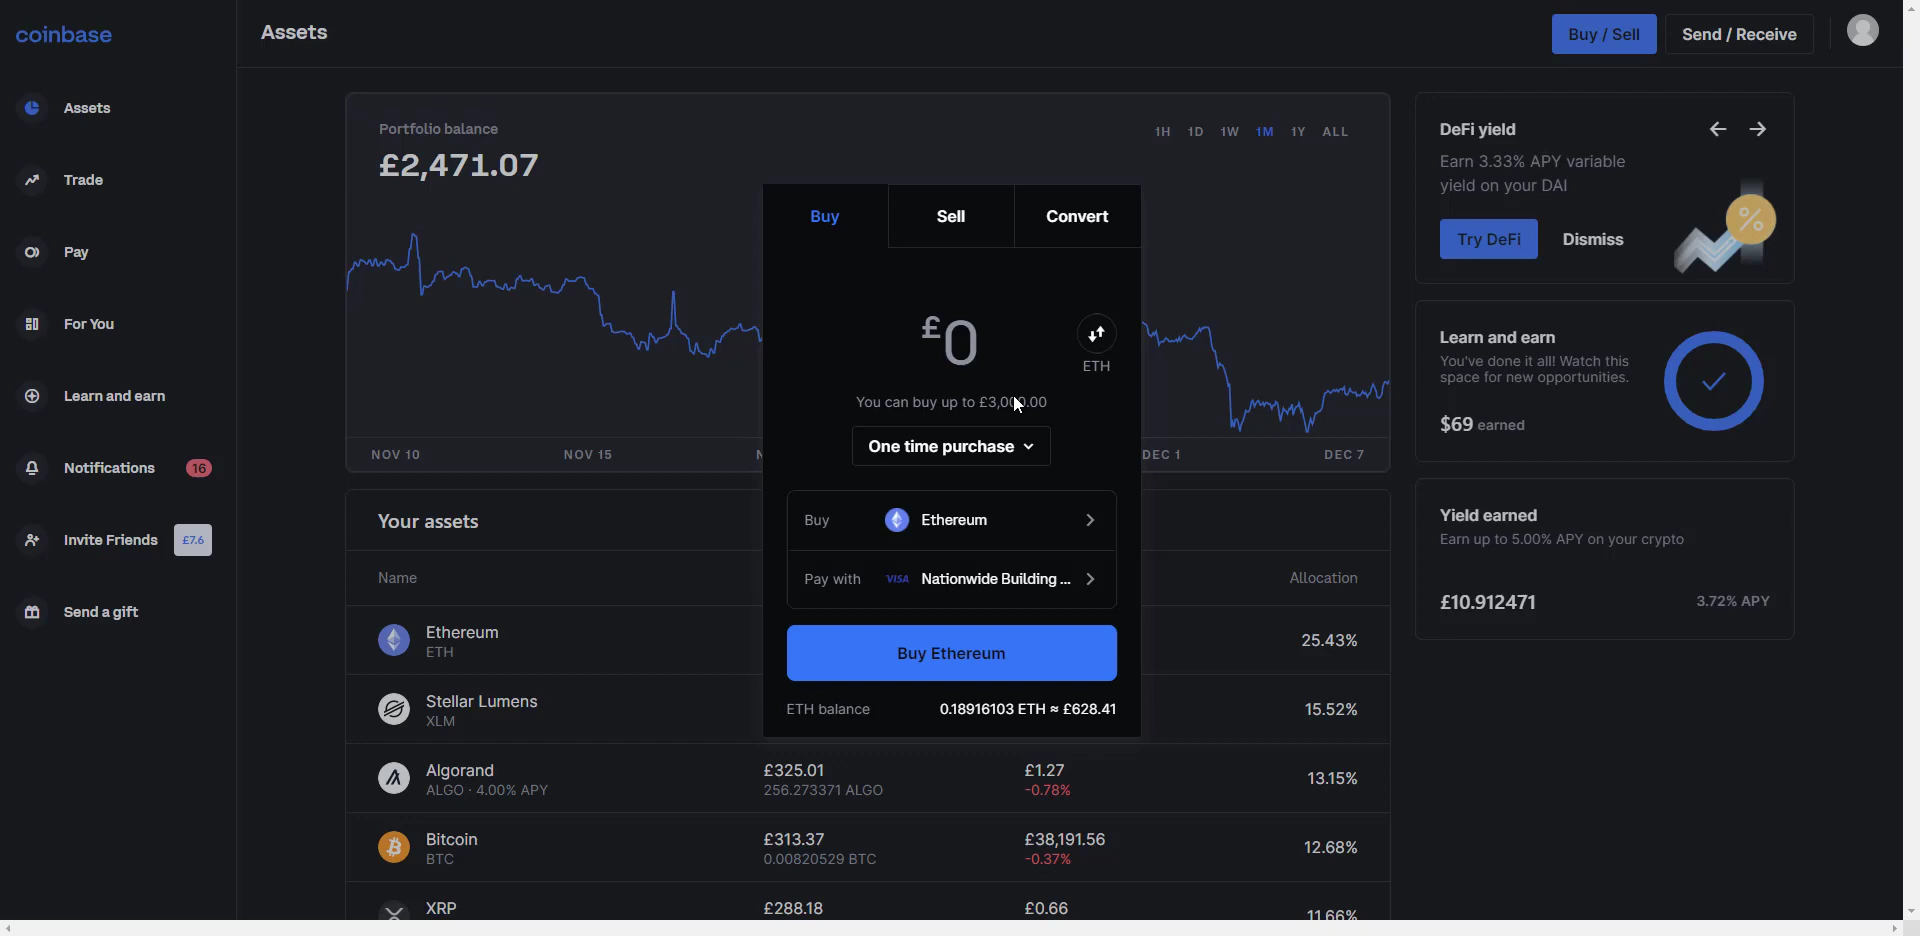 coinbase
Assets
Trade
Pay
For You
Learn and earn
Notifications 16
Invite Friends £7.6
Send a gift
Assets
Buy / Sell Send / Receive
Portfolio balance
£2,471.07
1H 1D 1W 1M 1Y ALL
NOV 10 NOV 15 N DEC 1 DEC 7
Buy Sell Convert
£0
ETH
You can buy up to £3,000.00
One time purchase
Buy Ethereum
Pay with VISA Nationwide Building ...
Buy Ethereum
ETH balance 0.18916103 ETH ≈ £628.41
Your assets
Name Allocation
Ethereum
ETH
25.43%
Stellar Lumens
XLM
15.52%
Algorand £325.01 £1.27
ALGO · 4.00% APY 256.273371 ALGO -0.78%
13.15%
Bitcoin £313.37 £38,191.56
BTC 0.00820529 BTC -0.37%
12.68%
XRP £288.18 £0.66
11.66%
DeFi yield
Earn 3.33% APY variable
yield on your DAI
Try DeFi Dismiss
%
Learn and earn
You've done it all! Watch this
space for new opportunities.
$69 earned
Yield earned
Earn up to 5.00% APY on your crypto
£10.912471 3.72% APY